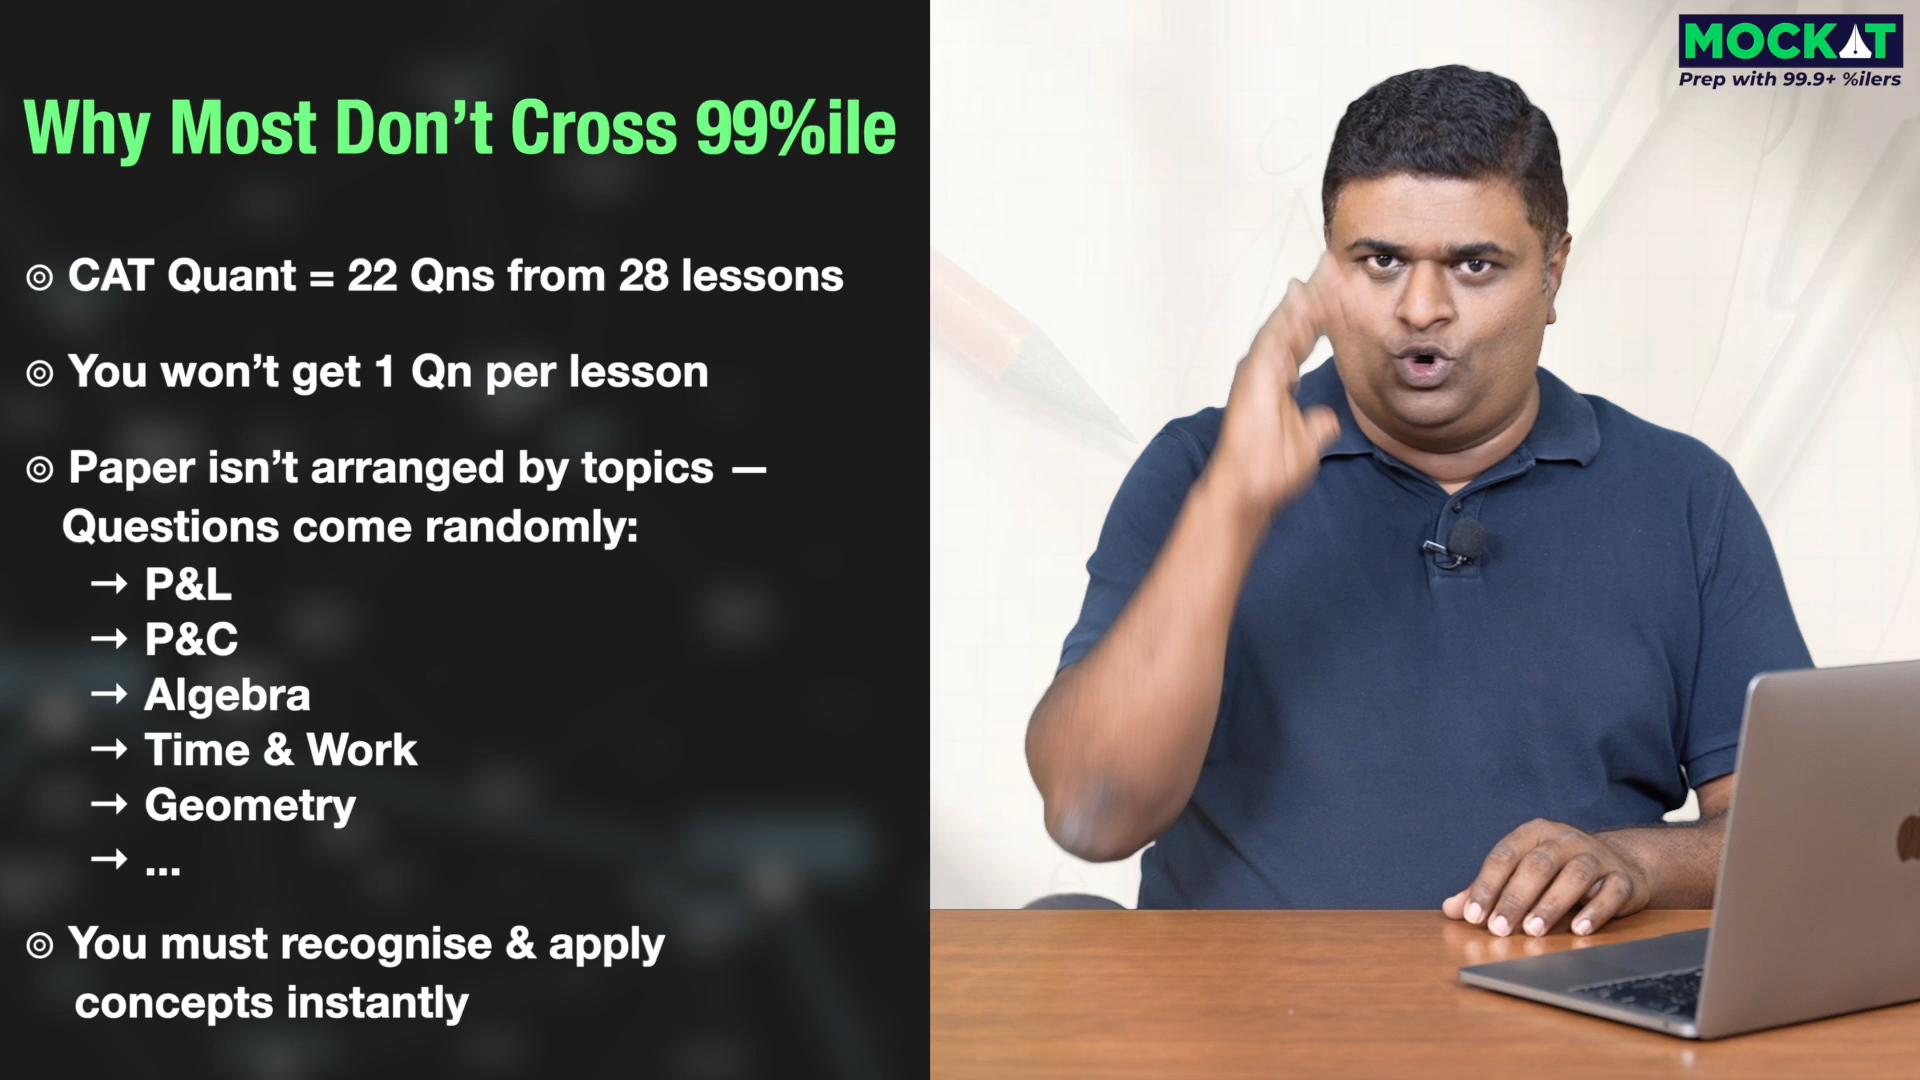 MOCKAT
Prep with 99.9+ %ilers
Why Most Don’t Cross 99%ile
◎ CAT Quant = 22 Qns from 28 lessons
◎ You won’t get 1 Qn per lesson
◎ Paper isn’t arranged by topics —
Questions come randomly:
→ P&L
→ P&C
→ Algebra
→ Time & Work
→ Geometry
→ ...
◎ You must recognise & apply
concepts instantly